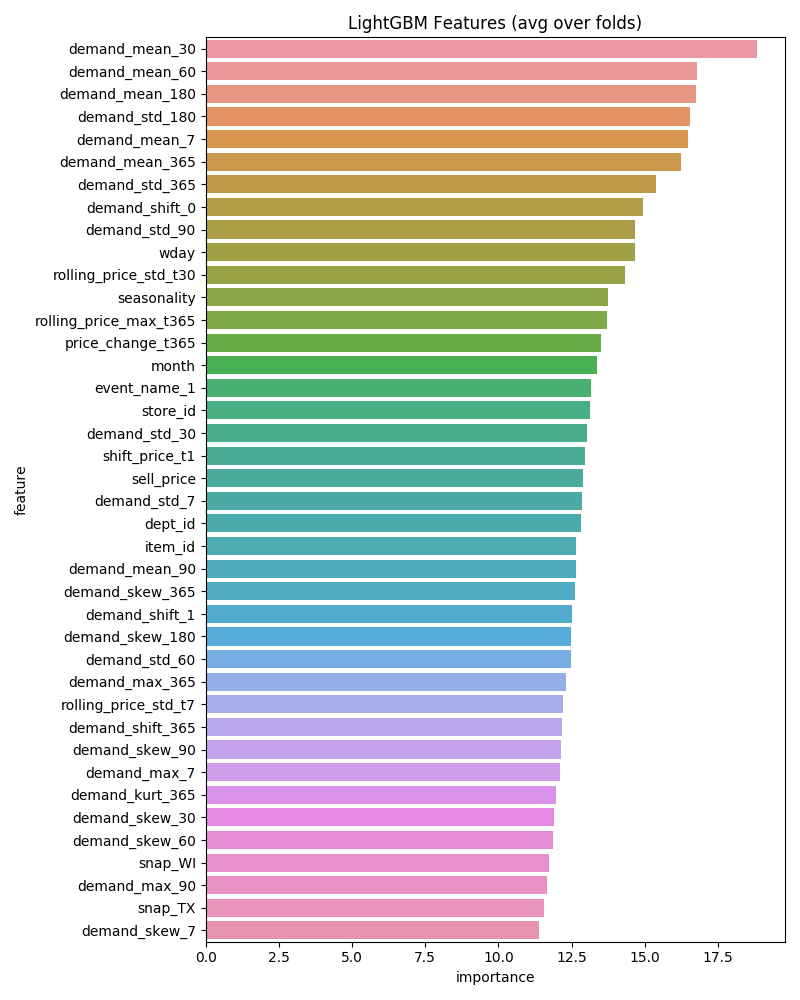 LightGBM Features (avg over folds)
demand_mean_30
demand_mean_60
demand_mean_180
demand_std_180
demand_mean_7
demand_mean_365
demand_std_365
demand_shift_0
demand_std_90
wday
rolling_price_std_t30
seasonality
rolling_price_max_t365
price_change_t365
month
event_name_1
store_id
demand_std_30
shift_price_t1
sell_price
demand_std_7
dept_id
item_id
demand_mean_90
demand_skew_365
demand_shift_1
demand_skew_180
demand_std_60
demand_max_365
rolling_price_std_t7
demand_shift_365
demand_skew_90
demand_max_7
demand_kurt_365
demand_skew_30
demand_skew_60
snap_WI
demand_max_90
snap_TX
demand_skew_7
feature
0.0 2.5 5.0 7.5 10.0 12.5 15.0 17.5
importance